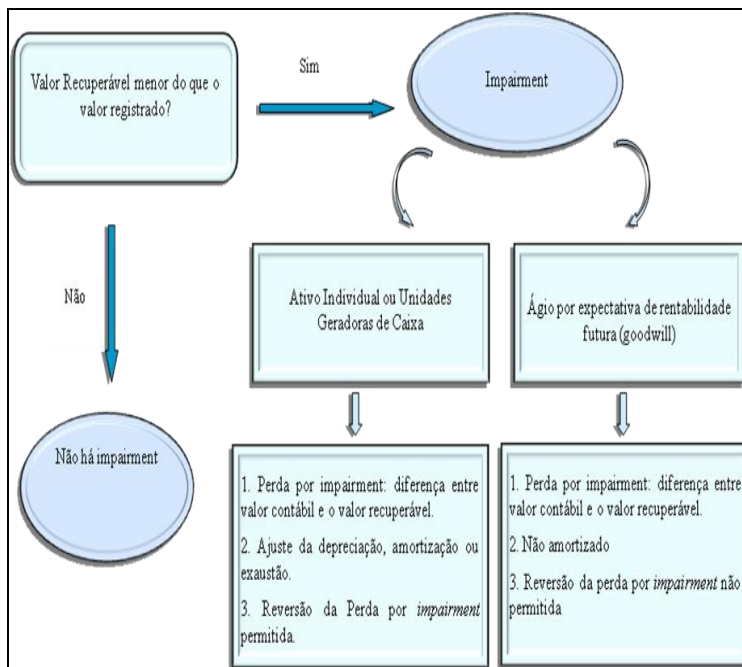 Valor Recuperável menor do que o
valor registrado?
Sim
Impairment
Não
Ativo Individual ou Unidades
Geradoras de Caixa
Ágio por expectativa de rentabilidade
futura (goodwill)
Não há impairment
1. Perda por impairment: diferença entre
valor contábil e o valor recuperável.
2. Ajuste da depreciação, amortização ou
exaustão.
3. Reversão da Perda por impairment
permitida.
1. Perda por impairment: diferença entre
valor contábil e o valor recuperável.
2. Não amortizado
3. Reversão da perda por impairment não
permitida